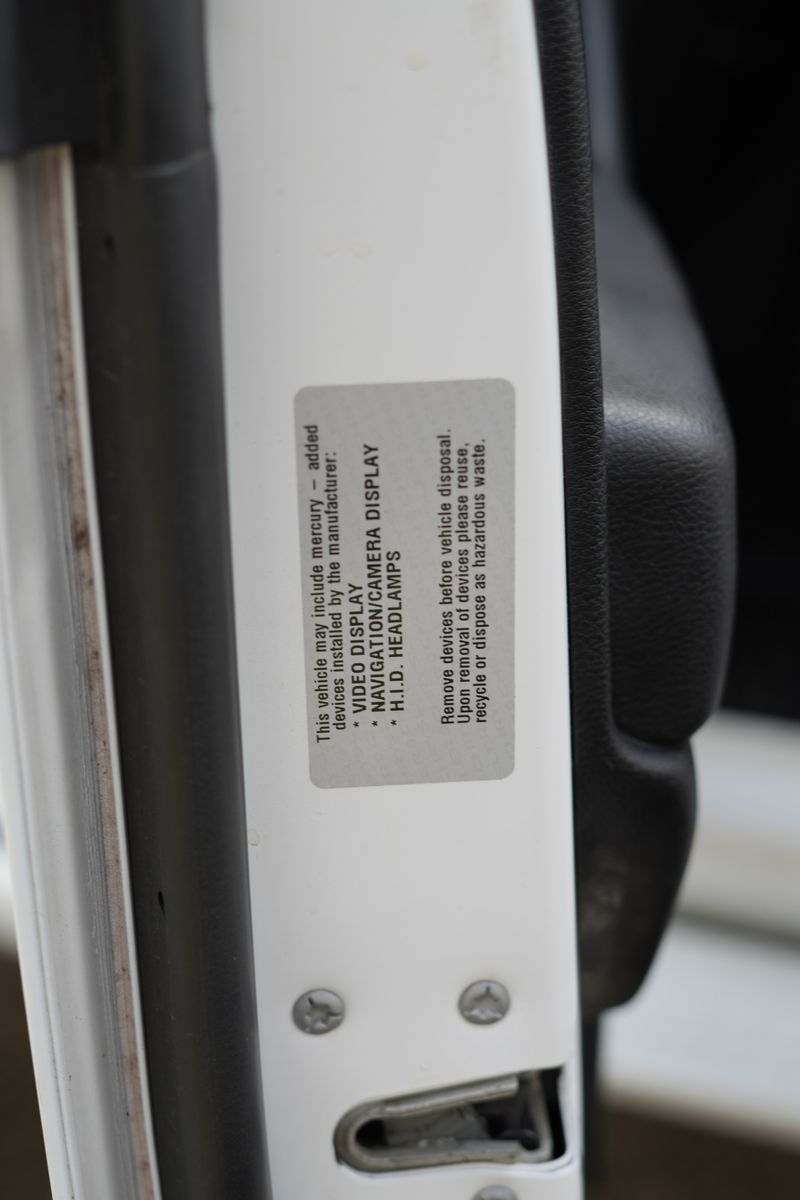 This vehicle may include mercury – added
devices installed by the manufacturer:
* VIDEO DISPLAY
* NAVIGATION/CAMERA DISPLAY
* H.I.D. HEADLAMPS
Remove devices before vehicle disposal.
Upon removal of devices please reuse,
recycle or dispose as hazardous waste.